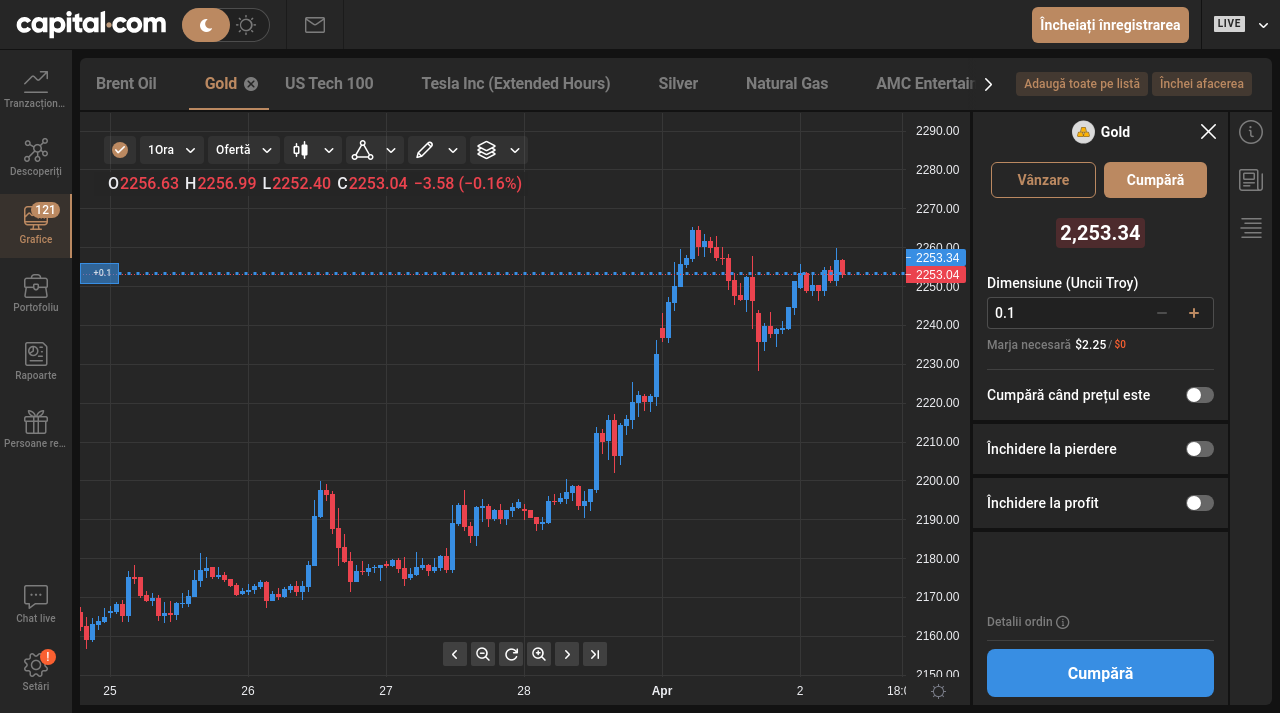 capital.com
Încheiați înregistrarea
LIVE
Tranzacțion...
Descoperiți
121
Grafice
Portofoliu
Rapoarte
Persoane re...
Chat live
!
Setări
Brent Oil
Gold
US Tech 100
Tesla Inc (Extended Hours)
Silver
Natural Gas
AMC Entertain
Adaugă toate pe listă
Închei afacerea
1Ora
Ofertă
O2256.63 H2256.99 L2252.40 C2253.04 −3.58 (−0.16%)
+0.1
2290.00
2280.00
2270.00
2260.00
2253.34
2253.04
2250.00
2240.00
2230.00
2220.00
2210.00
2200.00
2190.00
2180.00
2170.00
2160.00
2150.00
25
26
27
28
Apr
2
18:0
Gold
Vânzare
Cumpără
2,253.34
Dimensiune (Uncii Troy)
0.1
− +
Marja necesară $2.25 / $0
Cumpără când prețul este
Închidere la pierdere
Închidere la profit
Detalii ordin
Cumpără